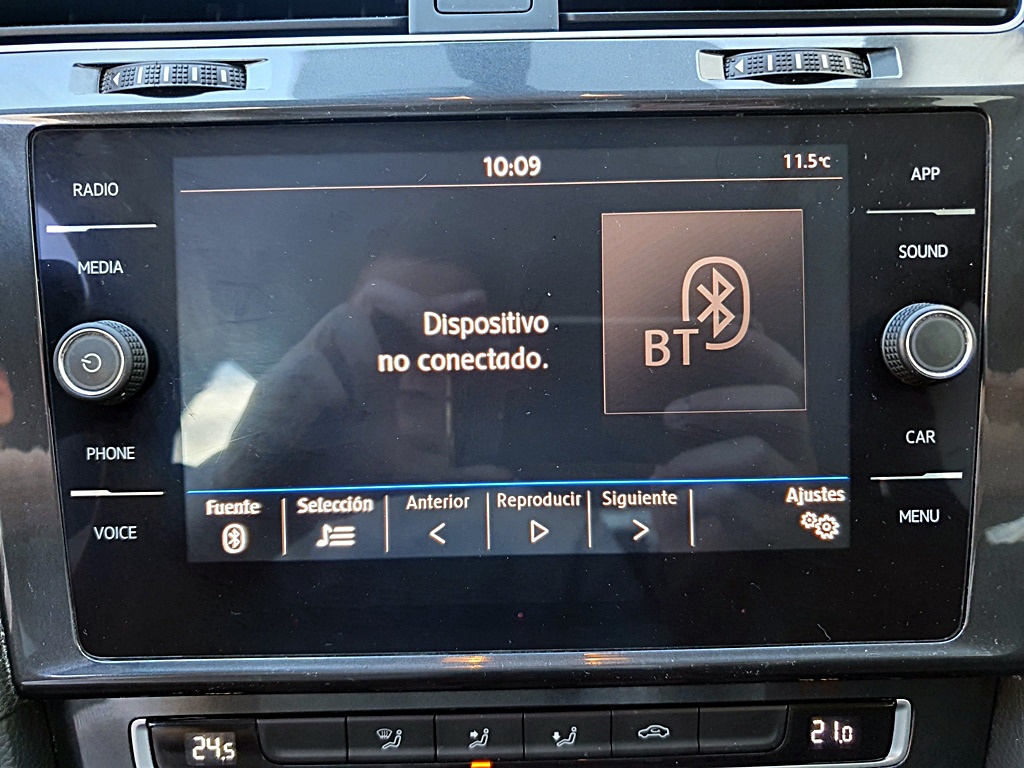 10:09
11.5°C
RADIO
MEDIA
PHONE
VOICE
Dispositivo
no conectado.
BT
APP
SOUND
CAR
MENU
Fuente
Selección
Anterior
Reproducir
Siguiente
Ajustes
24.5
21.0